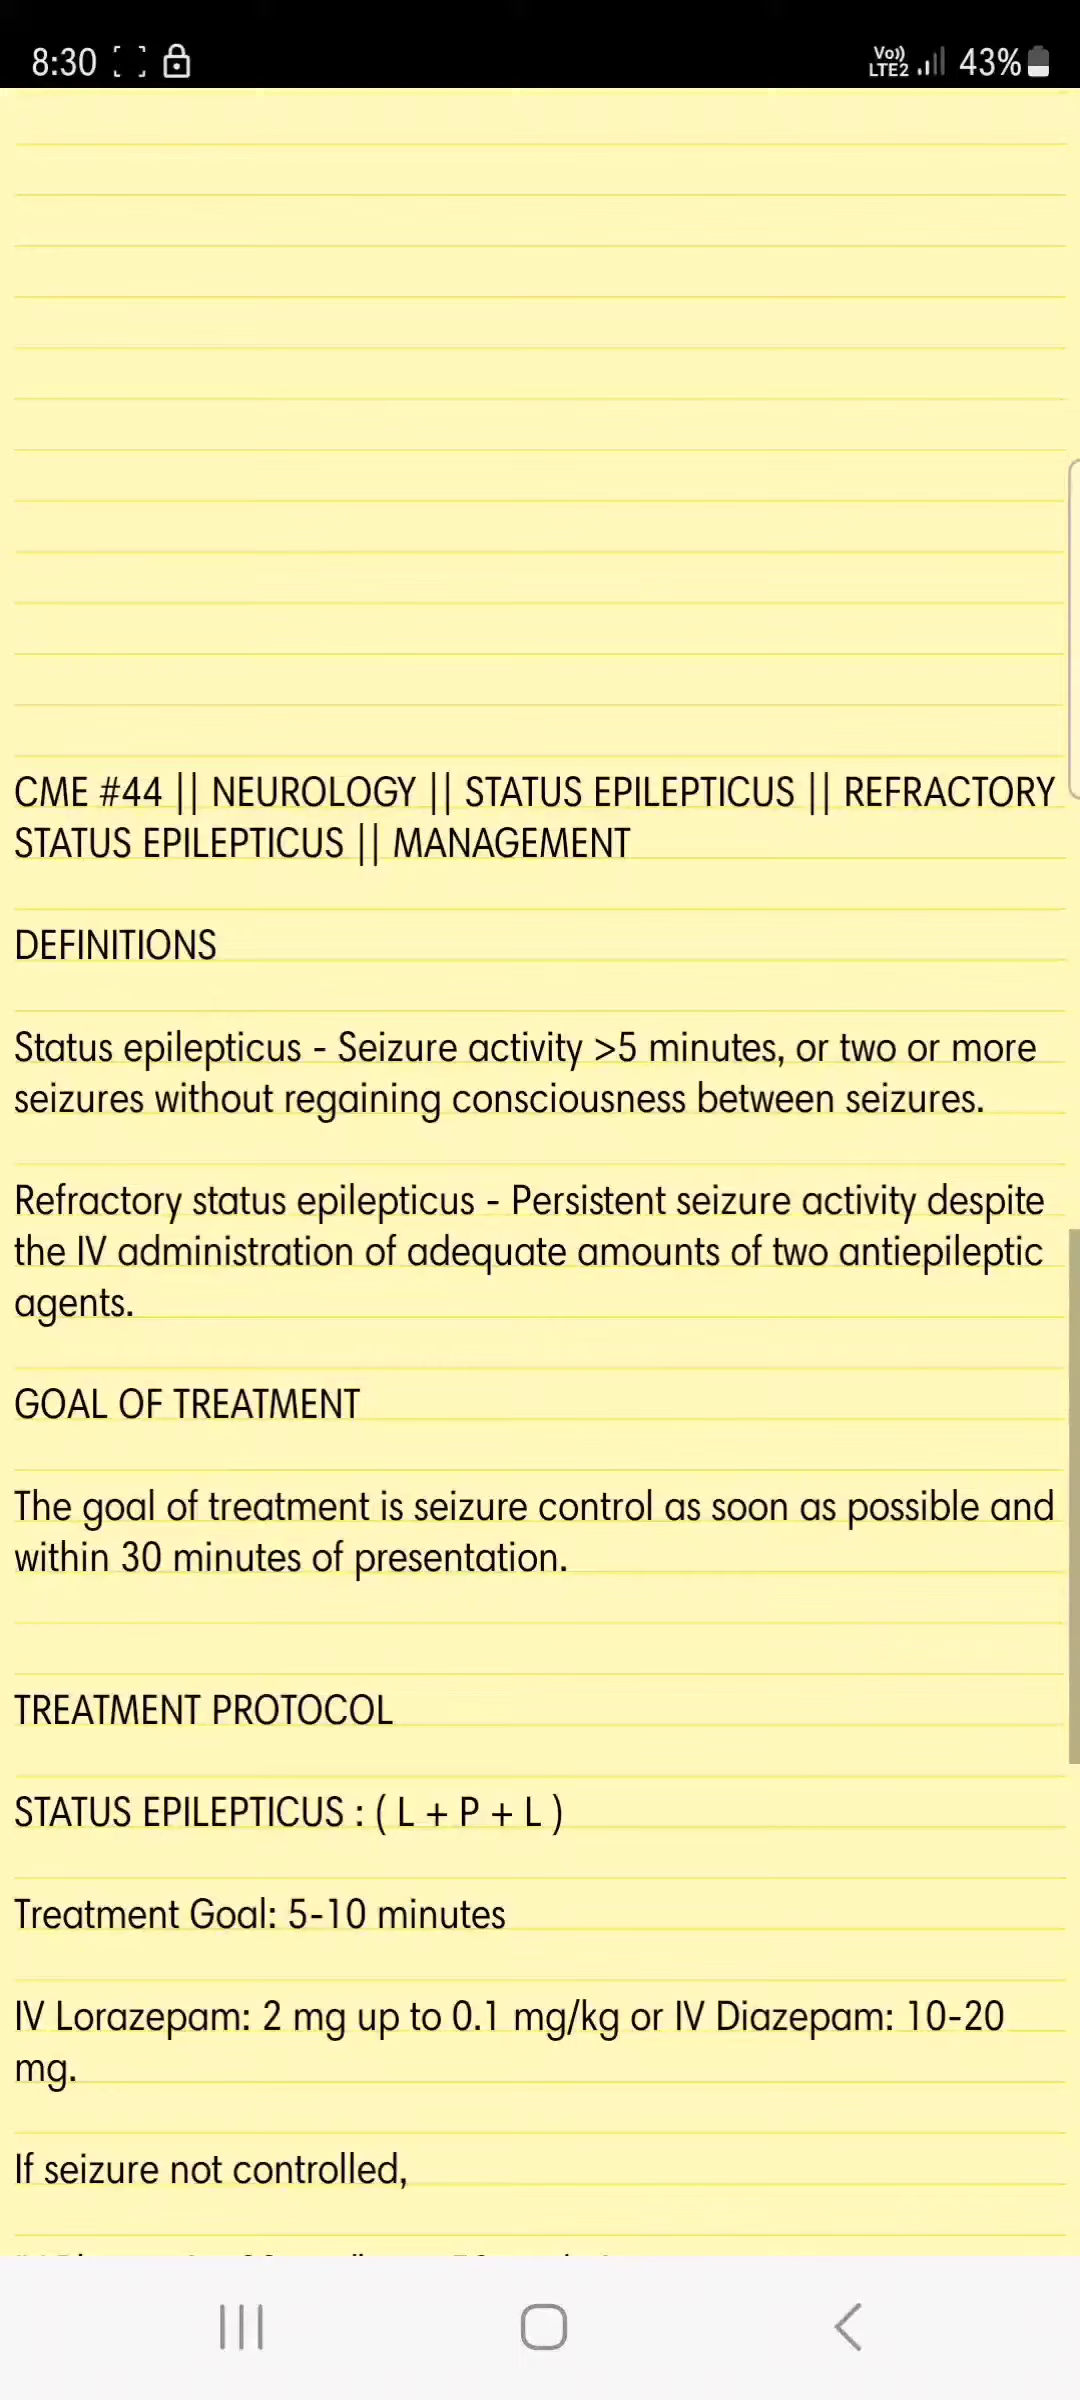 8:30
Vo))
LTE2
43%
CME #44 || NEUROLOGY || STATUS EPILEPTICUS || REFRACTORY
STATUS EPILEPTICUS || MANAGEMENT
DEFINITIONS
Status epilepticus - Seizure activity >5 minutes, or two or more
seizures without regaining consciousness between seizures.
Refractory status epilepticus - Persistent seizure activity despite
the IV administration of adequate amounts of two antiepileptic
agents.
GOAL OF TREATMENT
The goal of treatment is seizure control as soon as possible and
within 30 minutes of presentation.
TREATMENT PROTOCOL
STATUS EPILEPTICUS : ( L + P + L )
Treatment Goal: 5-10 minutes
IV Lorazepam: 2 mg up to 0.1 mg/kg or IV Diazepam: 10-20
mg.
If seizure not controlled,